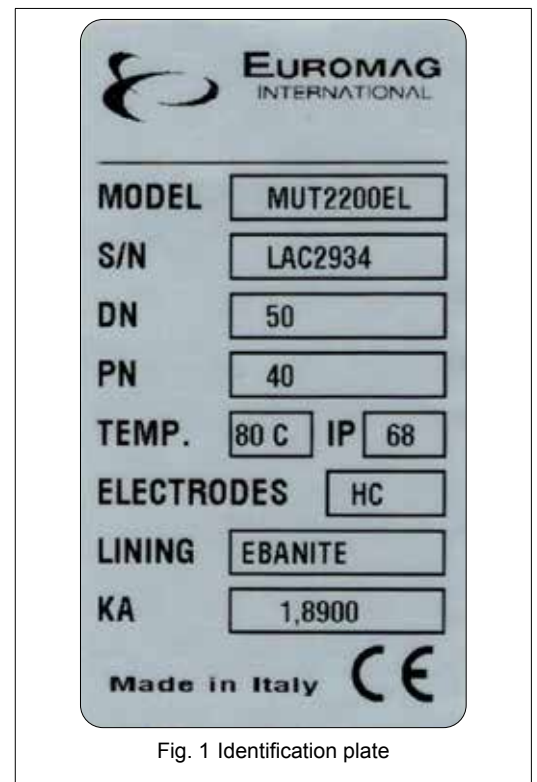 EUROMAG
INTERNATIONAL
MODEL MUT2200EL
S/N LAC2934
DN 50
PN 40
TEMP. 80 C IP 68
ELECTRODES HC
LINING EBANITE
KA 1,8900
Made in Italy CE
Fig. 1 Identification plate